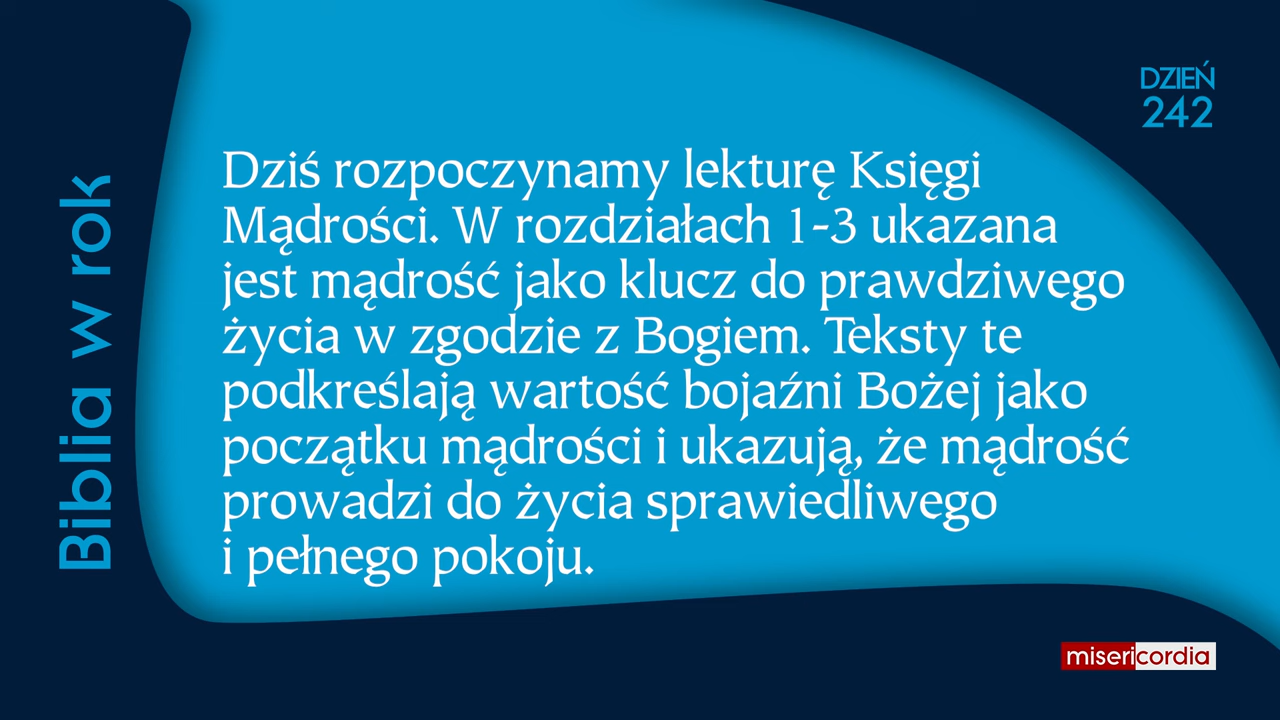 Biblia w rok
DZIEŃ
242
Dziś rozpoczynamy lekturę Księgi
Mądrości. W rozdziałach 1-3 ukazana
jest mądrość jako klucz do prawdziwego
życia w zgodzie z Bogiem. Teksty te
podkreślają wartość bojaźni Bożej jako
początku mądrości i ukazują, że mądrość
prowadzi do życia sprawiedliwego
i pełnego pokoju.
misericordia